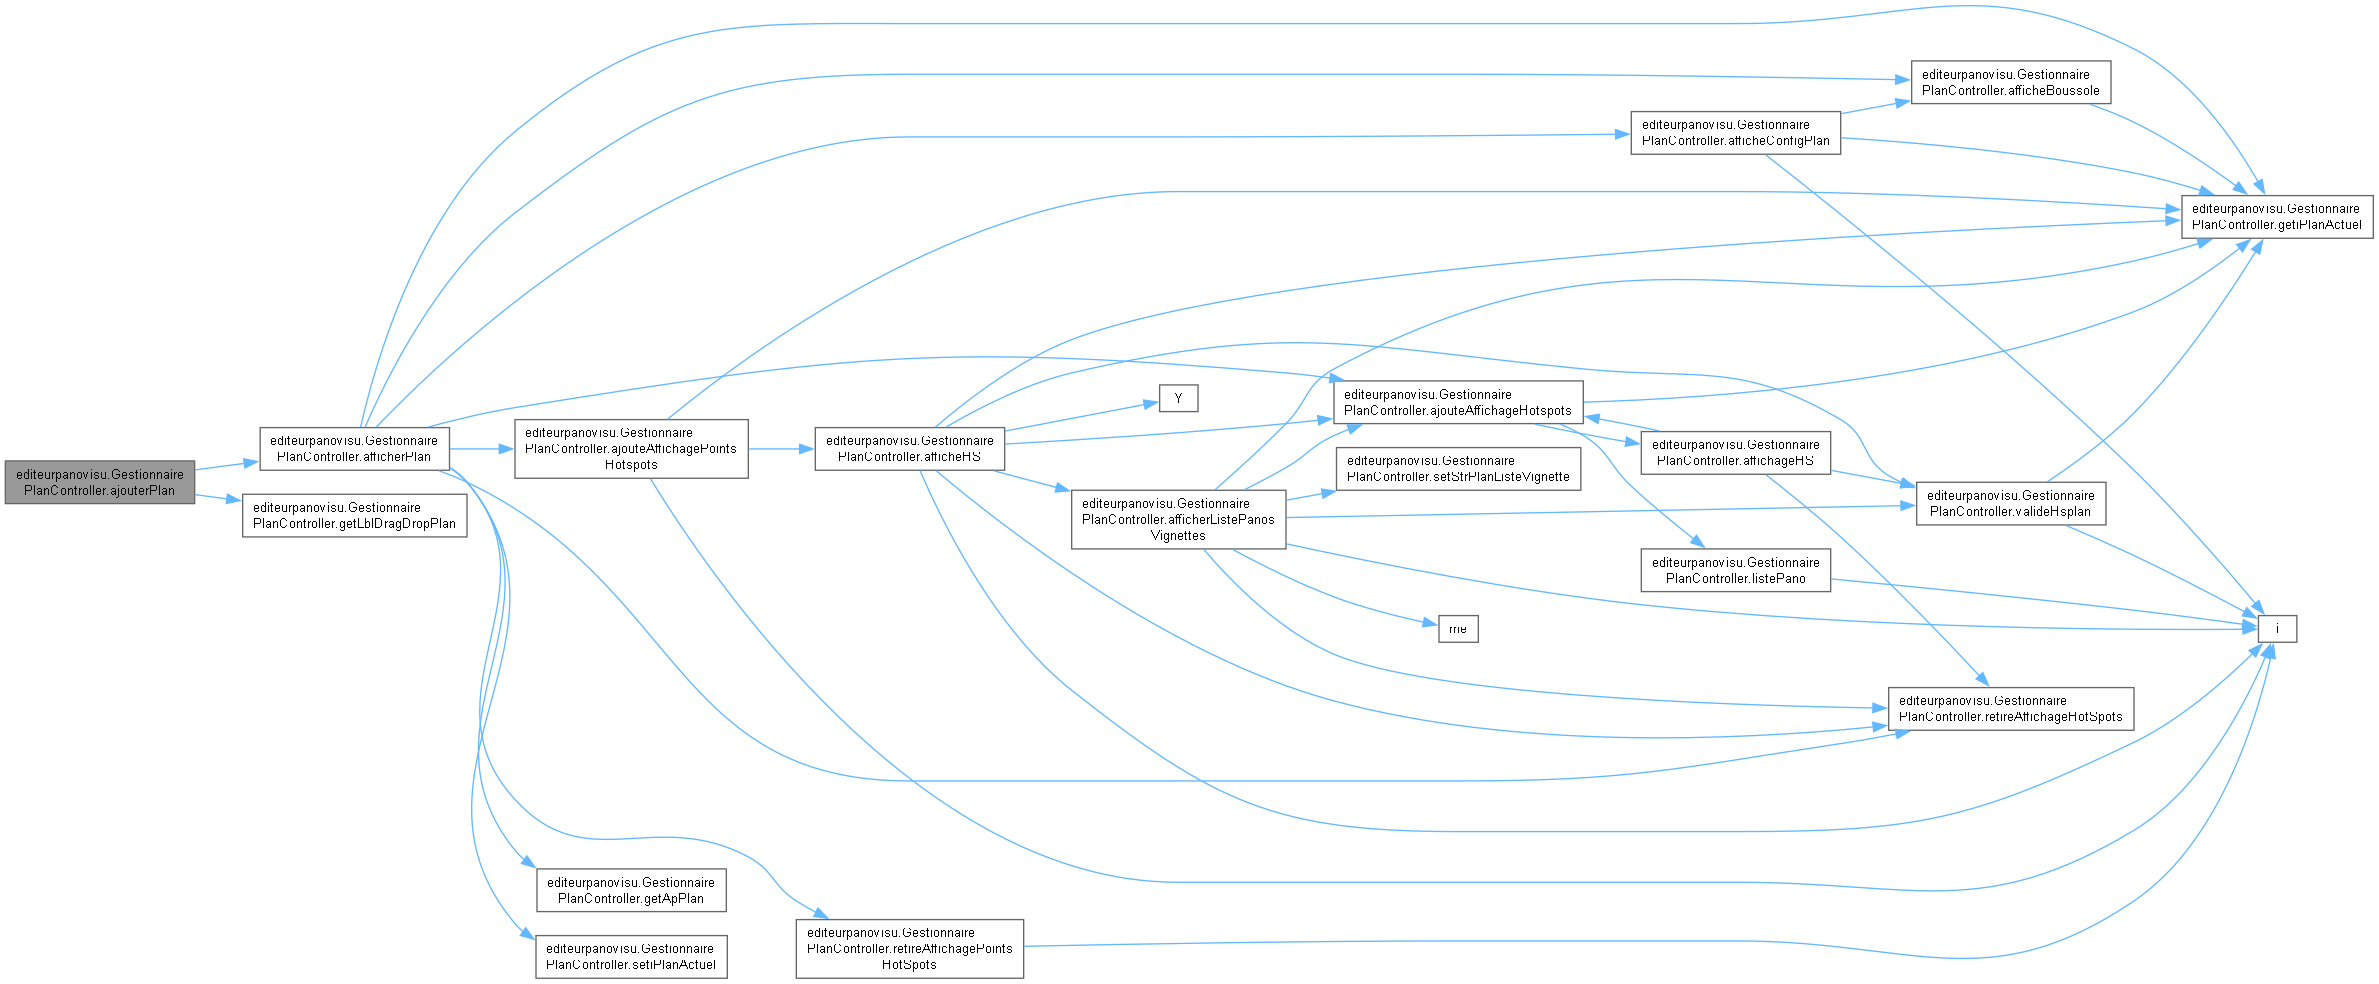 editeurpanovisu.Gestionnaire
PlanController.ajouterPlan
editeurpanovisu.Gestionnaire
PlanController.afficherPlan
editeurpanovisu.Gestionnaire
PlanController.getLblDragDropPlan
editeurpanovisu.Gestionnaire
PlanController.ajouteAffichagePoints
Hotspots
editeurpanovisu.Gestionnaire
PlanController.getApPlan
editeurpanovisu.Gestionnaire
PlanController.setiPlanActuel
editeurpanovisu.Gestionnaire
PlanController.afficheHS
editeurpanovisu.Gestionnaire
PlanController.retireAffichagePoints
HotSpots
Y
editeurpanovisu.Gestionnaire
PlanController.afficherListePanos
Vignettes
editeurpanovisu.Gestionnaire
PlanController.ajouteAffichageHotspots
editeurpanovisu.Gestionnaire
PlanController.setStrPlanListeVignette
me
editeurpanovisu.Gestionnaire
PlanController.afficheConfigPlan
editeurpanovisu.Gestionnaire
PlanController.affichageHS
editeurpanovisu.Gestionnaire
PlanController.listePano
editeurpanovisu.Gestionnaire
PlanController.afficheBoussole
editeurpanovisu.Gestionnaire
PlanController.valideHsplan
editeurpanovisu.Gestionnaire
PlanController.retireAffichageHotSpots
editeurpanovisu.Gestionnaire
PlanController.getiPlanActuel
i